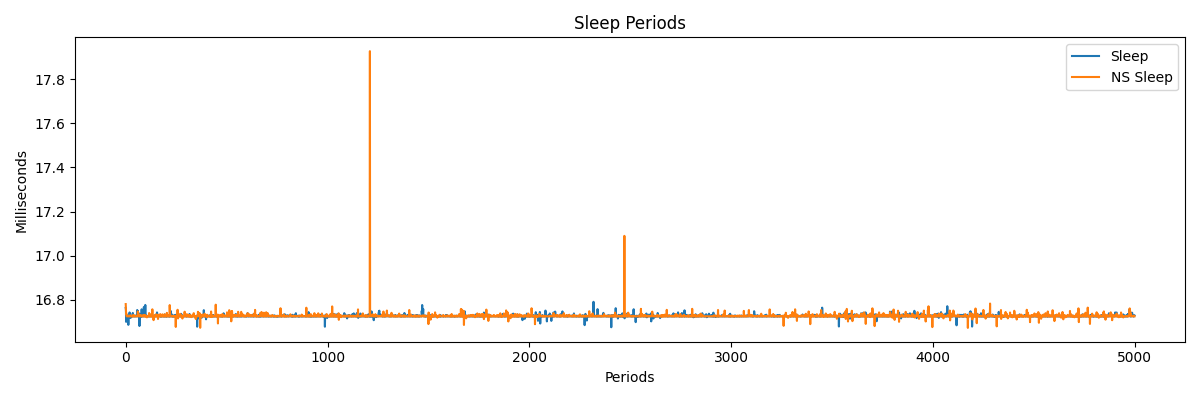 Sleep Periods
Sleep
NS Sleep
Milliseconds
17.8
17.6
17.4
17.2
17.0
16.8
0
1000
2000
3000
4000
5000
Periods